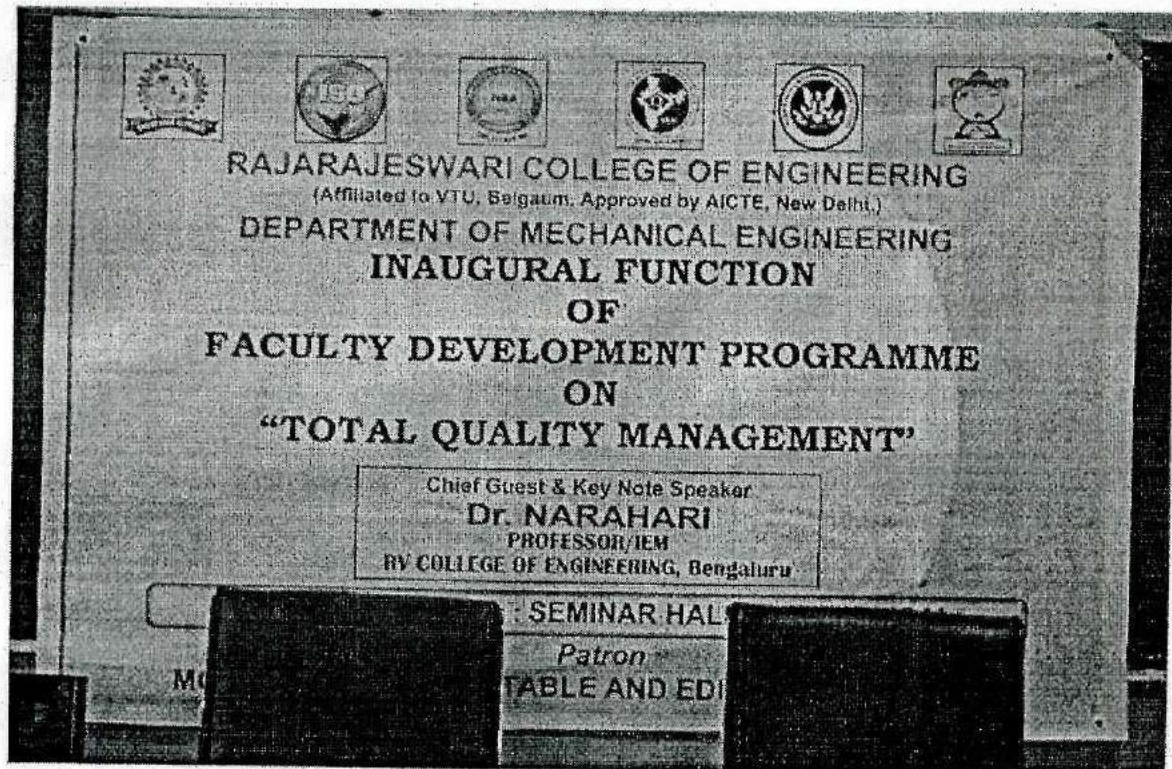 RAJARAJESWARI COLLEGE OF ENGINEERING
(Affiliated to VTU, Belgaum, Approved by AICTE, New Delhi.)
DEPARTMENT OF MECHANICAL ENGINEERING
INAUGURAL FUNCTION
OF
FACULTY DEVELOPMENT PROGRAMME
ON
“TOTAL QUALITY MANAGEMENT”
Chief Guest & Key Note Speaker
Dr. NARAHARI
PROFESSOR/IEM
RV COLLEGE OF ENGINEERING, Bengaluru
: SEMINAR HAL
Patron
TABLE AND EDI